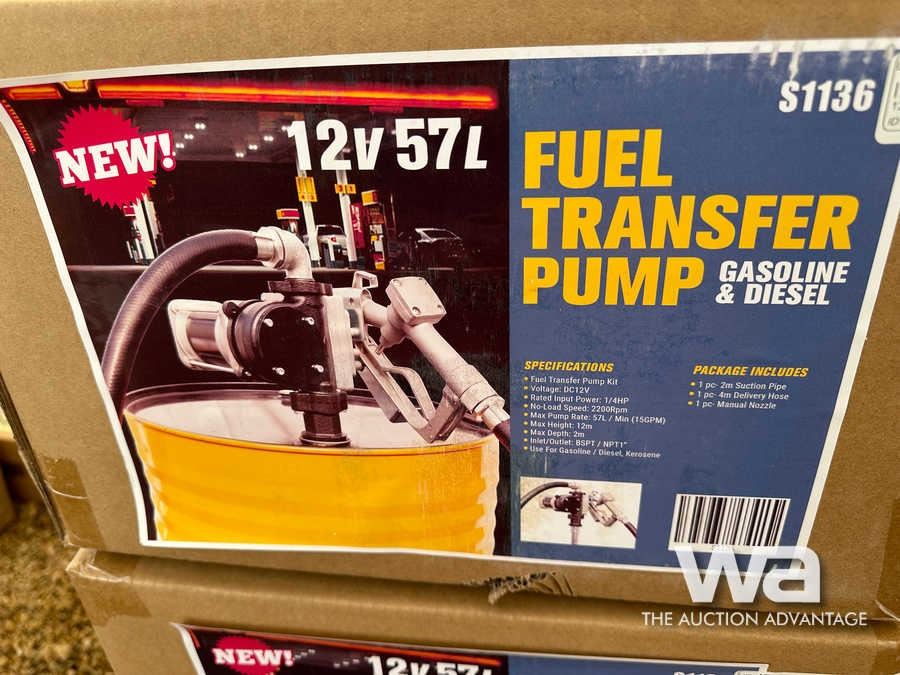 S1136
NEW!
12V 57L
FUEL
TRANSFER
PUMP
GASOLINE
& DIESEL
SPECIFICATIONS
• Fuel Transfer Pump Kit
• Voltage: DC12V
• Rated Input Power: 1/4HP
• No-Load Speed: 2200Rpm
• Max Pump Rate: 57L / Min (15GPM)
• Max Height: 12m
• Max Depth: 2m
• Inlet/Outlet: BSPT / NPT1"
• Use For Gasoline / Diesel, Kerosene
PACKAGE INCLUDES
• 1 pc- 2m Suction Pipe
• 1 pc- 4m Delivery Hose
• 1 pc- Manual Nozzle
wa
THE AUCTION ADVANTAGE
NEW!
12V 57L